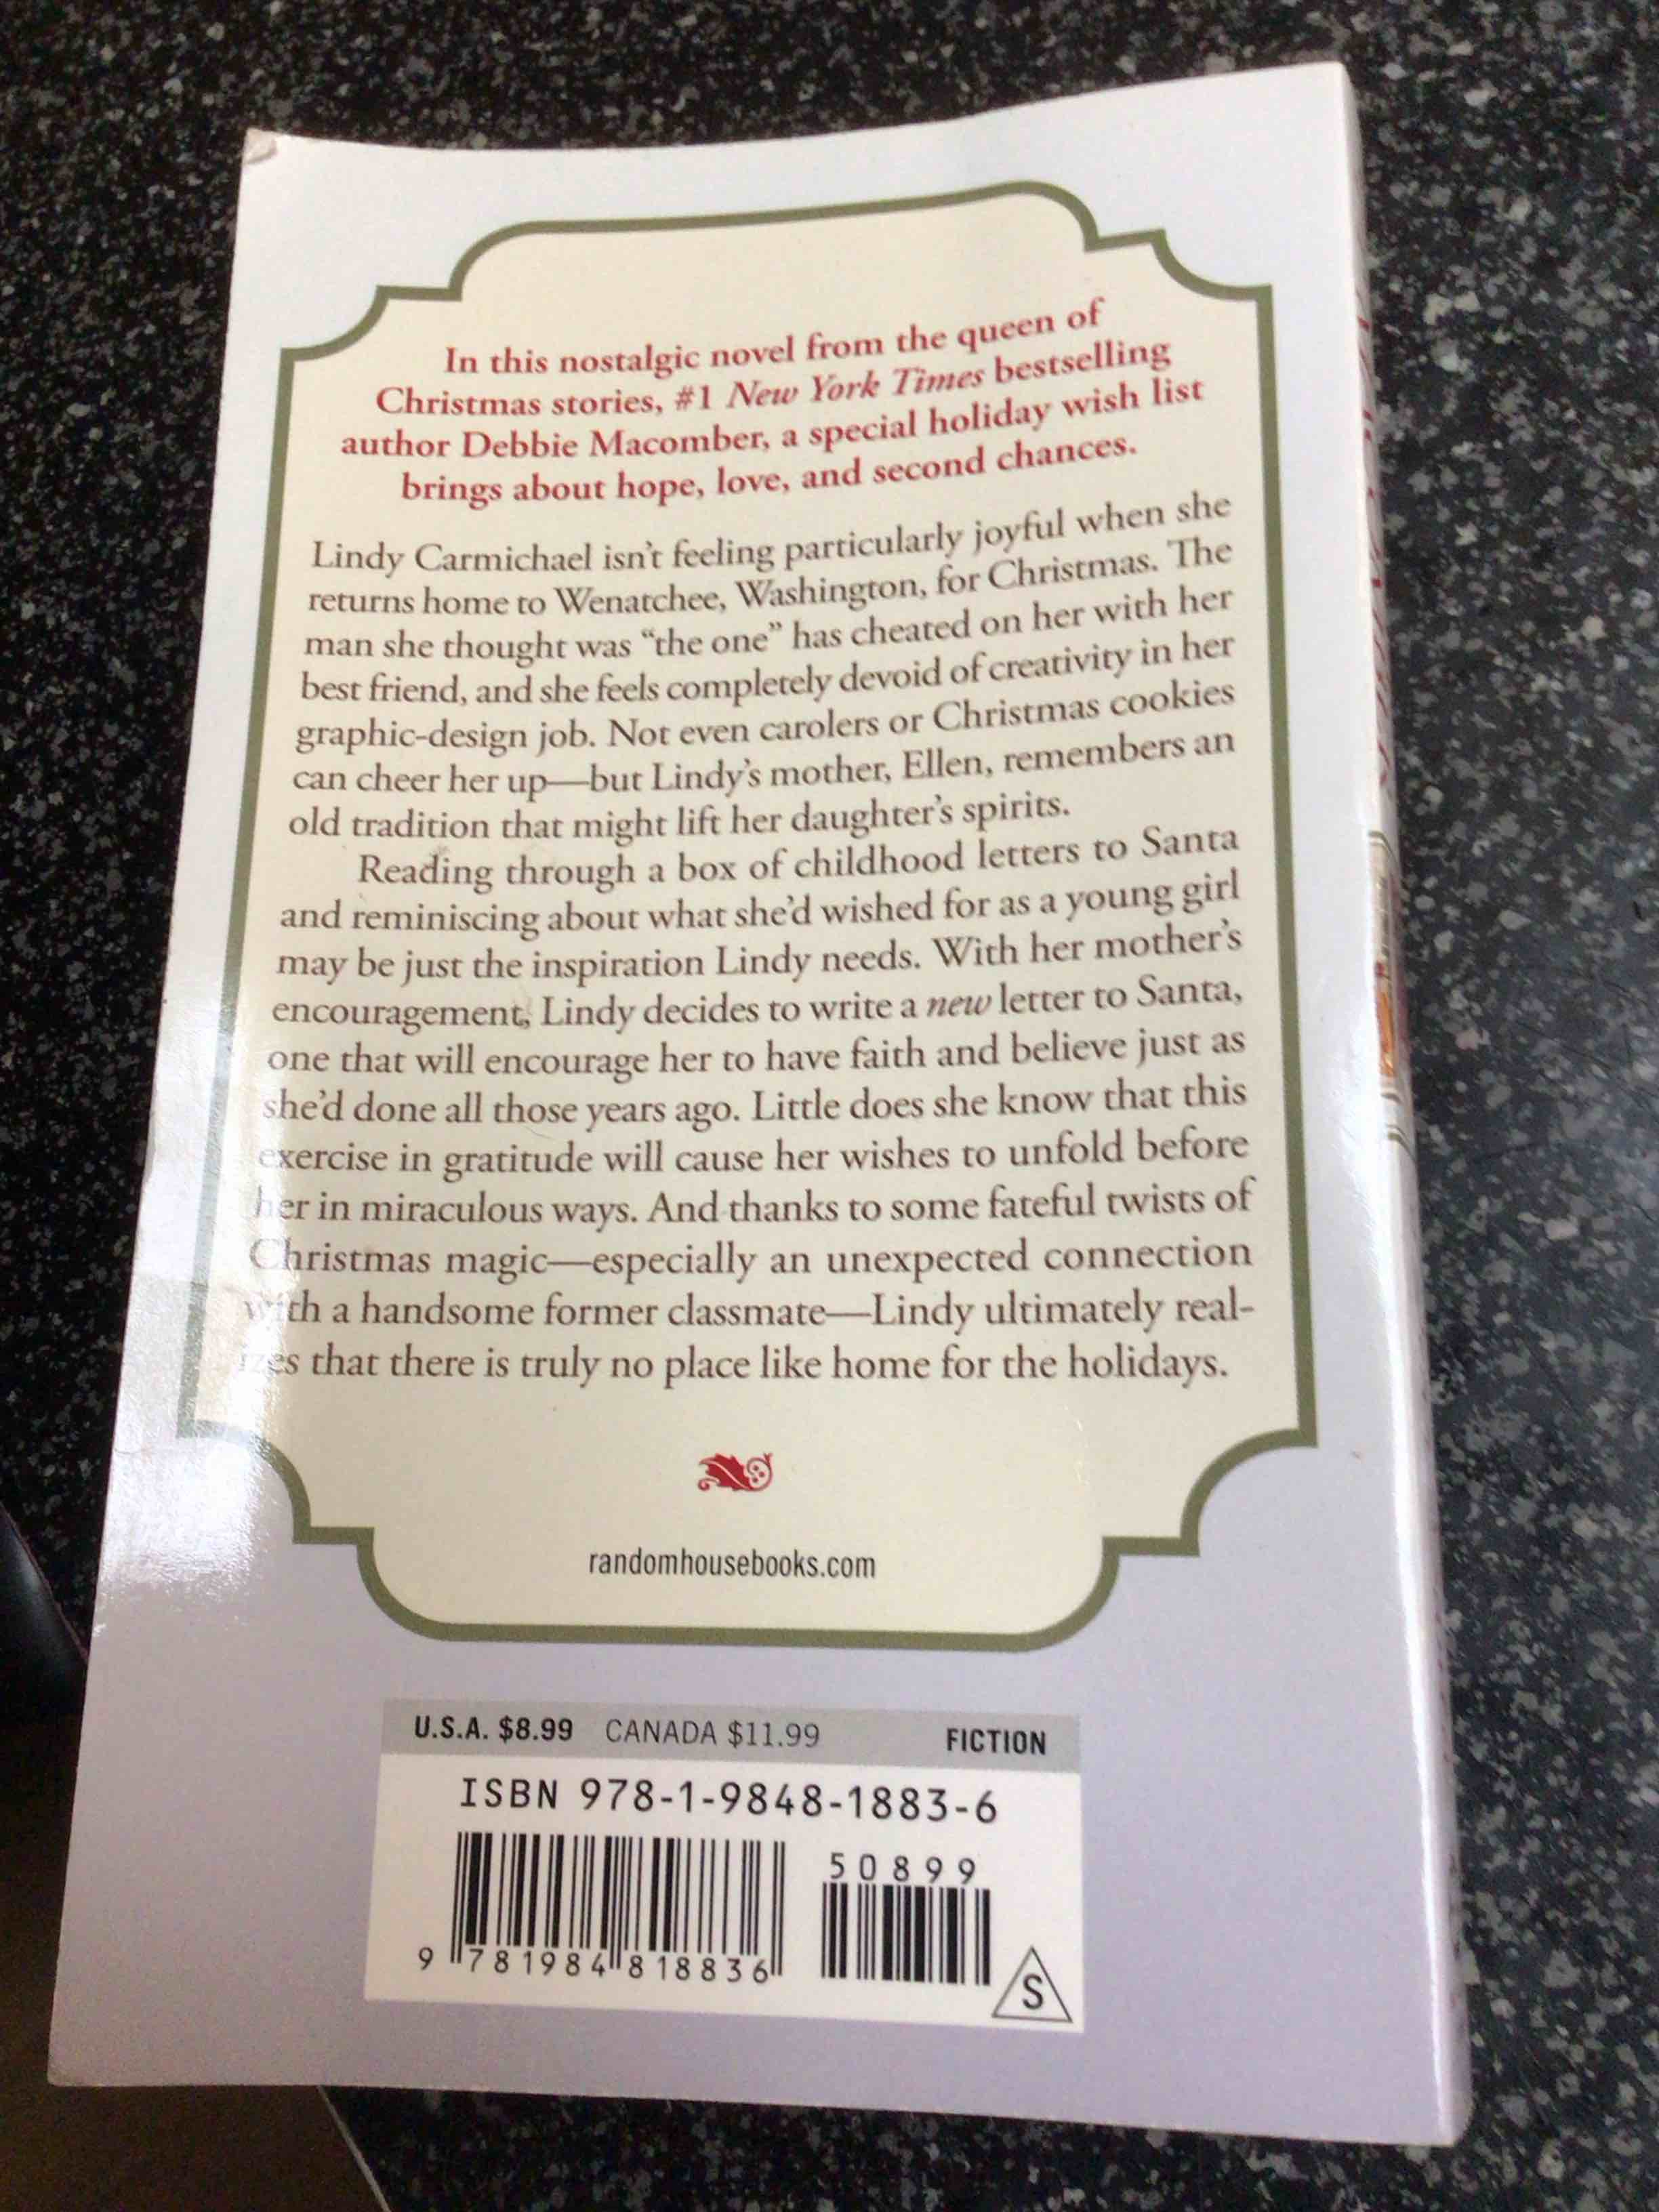 In this nostalgic novel from the queen of
Christmas stories, #1 New York Times bestselling
author Debbie Macomber, a special holiday wish list
brings about hope, love, and second chances.
Lindy Carmichael isn't feeling particularly joyful when she
returns home to Wenatchee, Washington, for Christmas. The
man she thought was “the one” has cheated on her with her
best friend, and she feels completely devoid of creativity in her
graphic-design job. Not even carolers or Christmas cookies
can cheer her up—but Lindy's mother, Ellen, remembers an
old tradition that might lift her daughter's spirits.
Reading through a box of childhood letters to Santa
and reminiscing about what she'd wished for as a young girl
may be just the inspiration Lindy needs. With her mother's
encouragement, Lindy decides to write a new letter to Santa,
one that will encourage her to have faith and believe just as
she'd done all those years ago. Little does she know that this
exercise in gratitude will cause her wishes to unfold before
her in miraculous ways. And thanks to some fateful twists of
Christmas magic—especially an unexpected connection
with a handsome former classmate—Lindy ultimately real-
izes that there is truly no place like home for the holidays.
randomhousebooks.com
U.S.A. $8.99 CANADA $11.99 FICTION
ISBN 978-1-9848-1883-6
50899
9 781984 818836
S